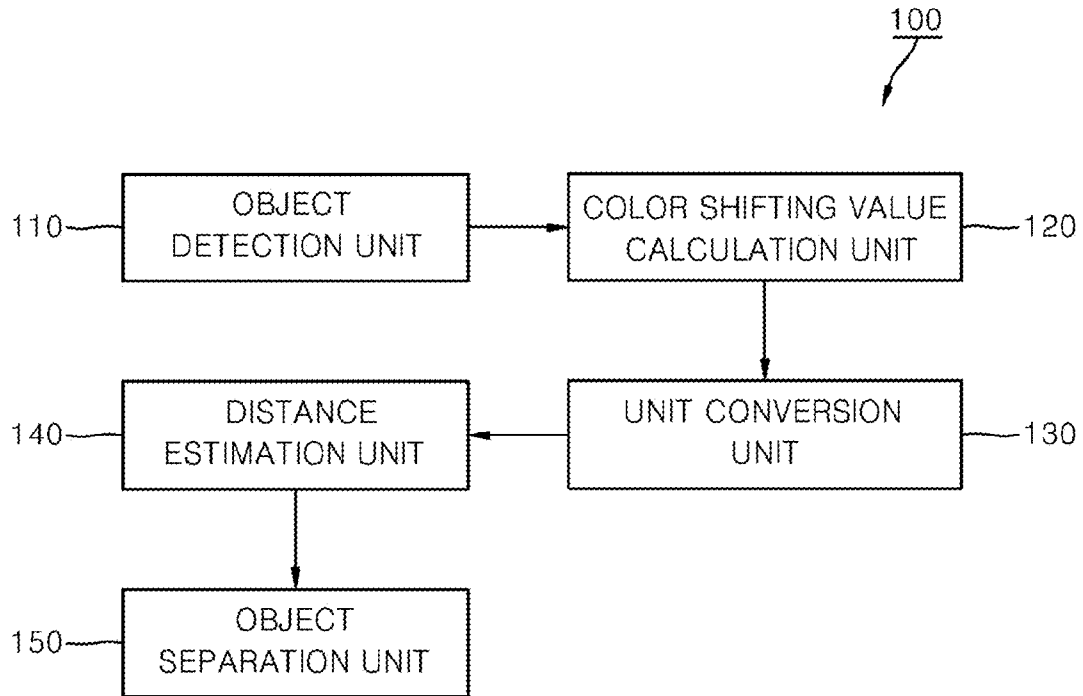 100
110
OBJECT
DETECTION UNIT
COLOR SHIFTING VALUE
CALCULATION UNIT
120
140
DISTANCE
ESTIMATION UNIT
UNIT CONVERSION
UNIT
130
150
OBJECT
SEPARATION UNIT